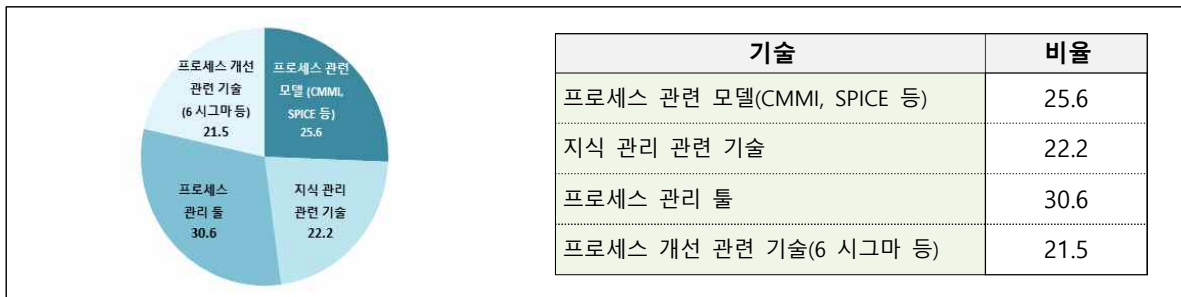 프로세스 개선
관련 기술
(6 시그마 등)
21.5
프로세스 관련
모델 (CMMI,
SPICE 등)
25.6
프로세스
관리 툴
30.6
지식 관리
관련 기술
22.2
기술 비율
프로세스 관련 모델(CMMI, SPICE 등) 25.6
지식 관리 관련 기술 22.2
프로세스 관리 툴 30.6
프로세스 개선 관련 기술(6 시그마 등) 21.5